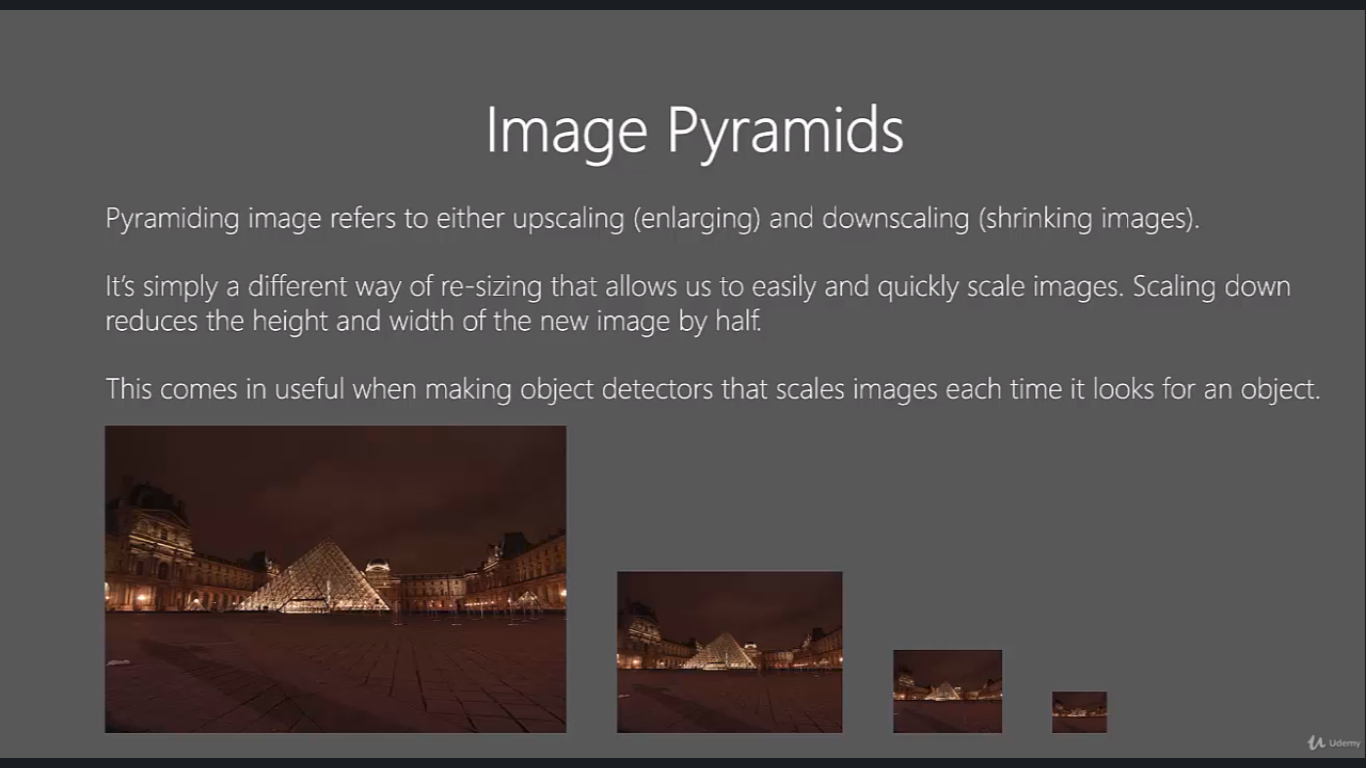 Image Pyramids
Pyramiding image refers to either upscaling (enlarging) and downscaling (shrinking images).
It's simply a different way of re-sizing that allows us to easily and quickly scale images. Scaling down
reduces the height and width of the new image by half.
This comes in useful when making object detectors that scales images each time it looks for an object.
Udemy